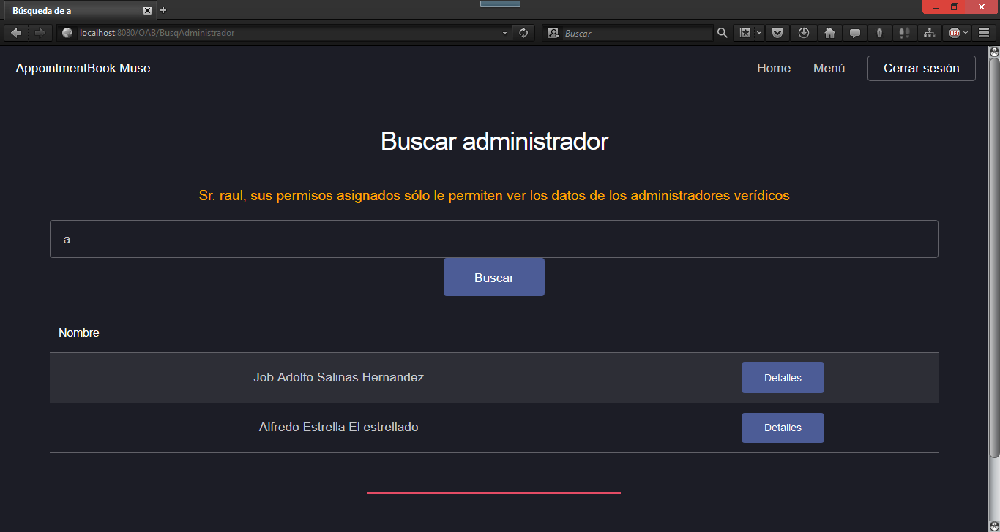 Búsqueda de a
localhost:8080/OAB/BusqAdministrador
Buscar
ABP
AppointmentBook Muse
Home
Menú
Cerrar sesión
Buscar administrador
Sr. raul, sus permisos asignados sólo le permiten ver los datos de los administradores verídicos
a
Buscar
Nombre
Job Adolfo Salinas Hernandez
Detalles
Alfredo Estrella El estrellado
Detalles